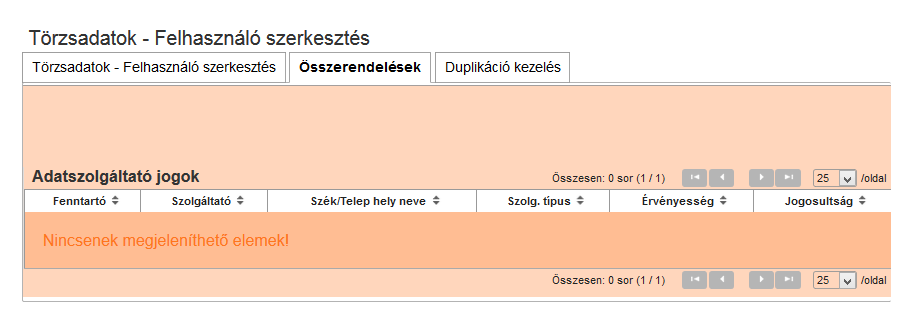 Törzsadatok - Felhasználó szerkesztés
Törzsadatok - Felhasználó szerkesztés Összerendelések Duplikáció kezelés
Adatszolgáltató jogok Összesen: 0 sor (1 / 1) 25 /oldal
Fenntartó Szolgáltató Szék/Telep hely neve Szolg. típus Érvényesség Jogosultság
Nincsenek megjeleníthető elemek!
Összesen: 0 sor (1 / 1) 25 /oldal